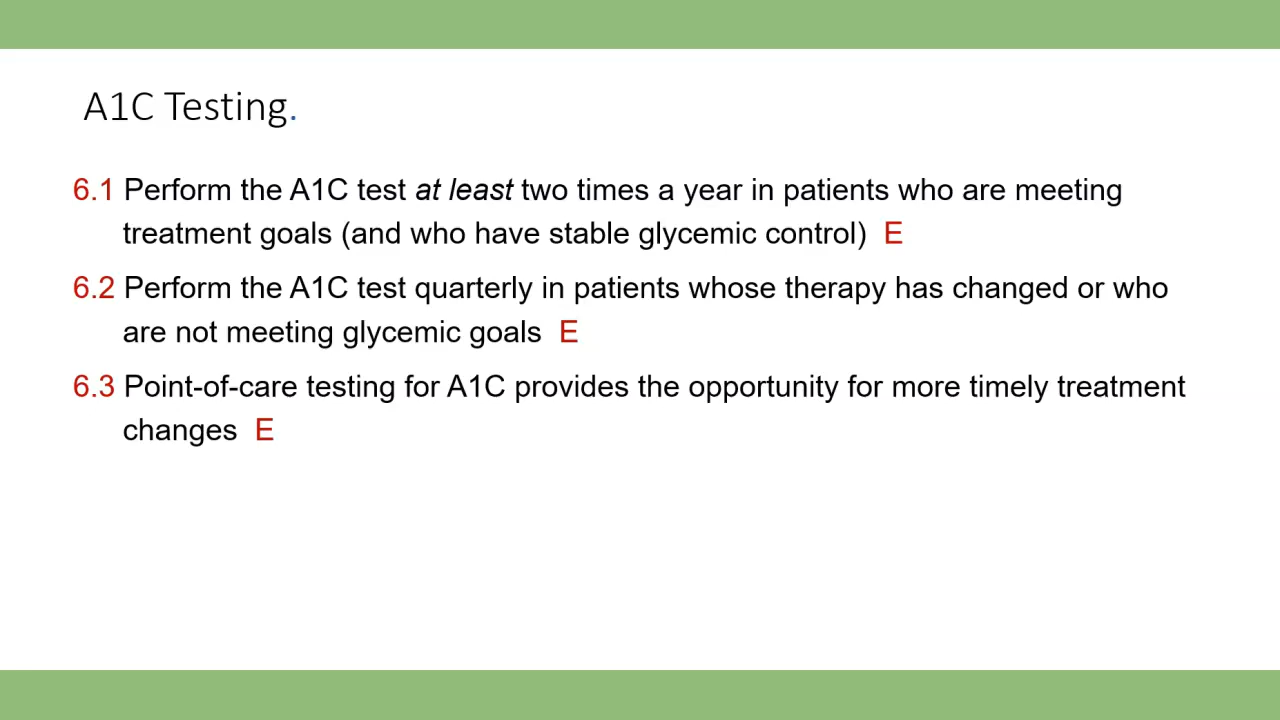 A1C Testing.
6.1 Perform the A1C test at least two times a year in patients who are meeting
treatment goals (and who have stable glycemic control) E
6.2 Perform the A1C test quarterly in patients whose therapy has changed or who
are not meeting glycemic goals E
6.3 Point-of-care testing for A1C provides the opportunity for more timely treatment
changes E